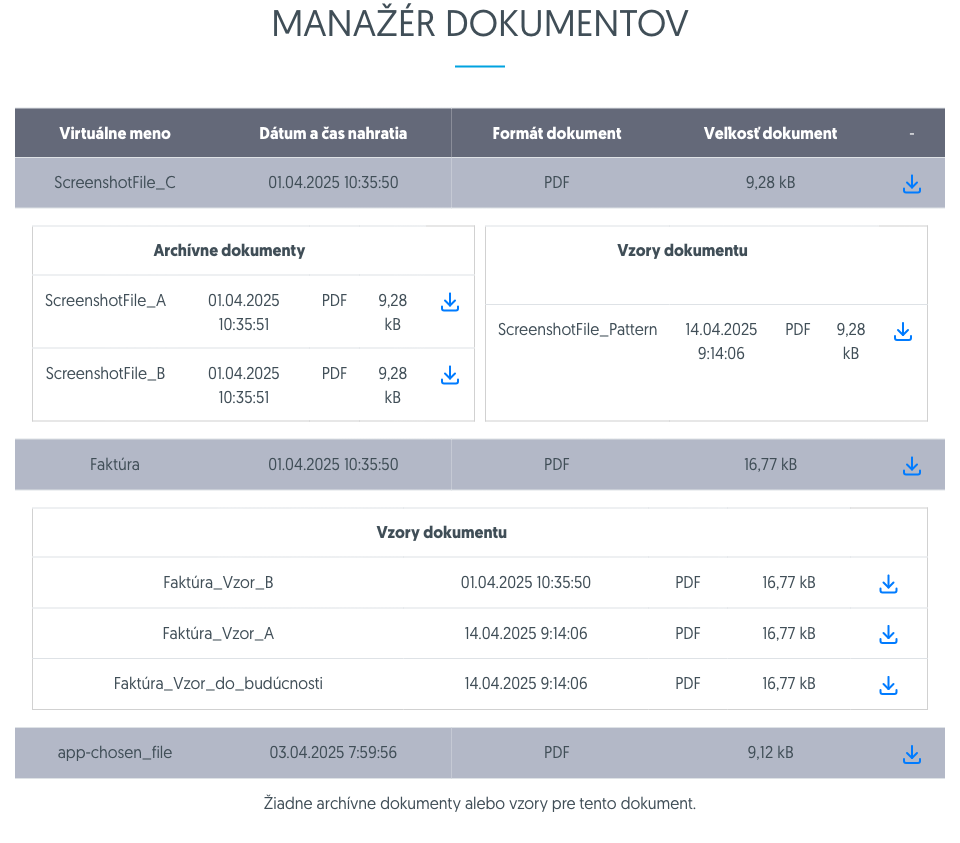 MANAŽÉR DOKUMENTOV
Virtuálne meno Dátum a čas nahratia Formát dokument Veľkosť dokument -
ScreenshotFile_C 01.04.2025 10:35:50 PDF 9,28 kB
Archívne dokumenty
ScreenshotFile_A 01.04.2025 PDF 9,28
10:35:51 kB
ScreenshotFile_B 01.04.2025 PDF 9,28
10:35:51 kB
Vzory dokumentu
ScreenshotFile_Pattern 14.04.2025 PDF 9,28
9:14:06 kB
Faktúra 01.04.2025 10:35:50 PDF 16,77 kB
Vzory dokumentu
Faktúra_Vzor_B 01.04.2025 10:35:50 PDF 16,77 kB
Faktúra_Vzor_A 14.04.2025 9:14:06 PDF 16,77 kB
Faktúra_Vzor_do_budúcnosti 14.04.2025 9:14:06 PDF 16,77 kB
app-chosen_file 03.04.2025 7:59:56 PDF 9,12 kB
Žiadne archívne dokumenty alebo vzory pre tento dokument.